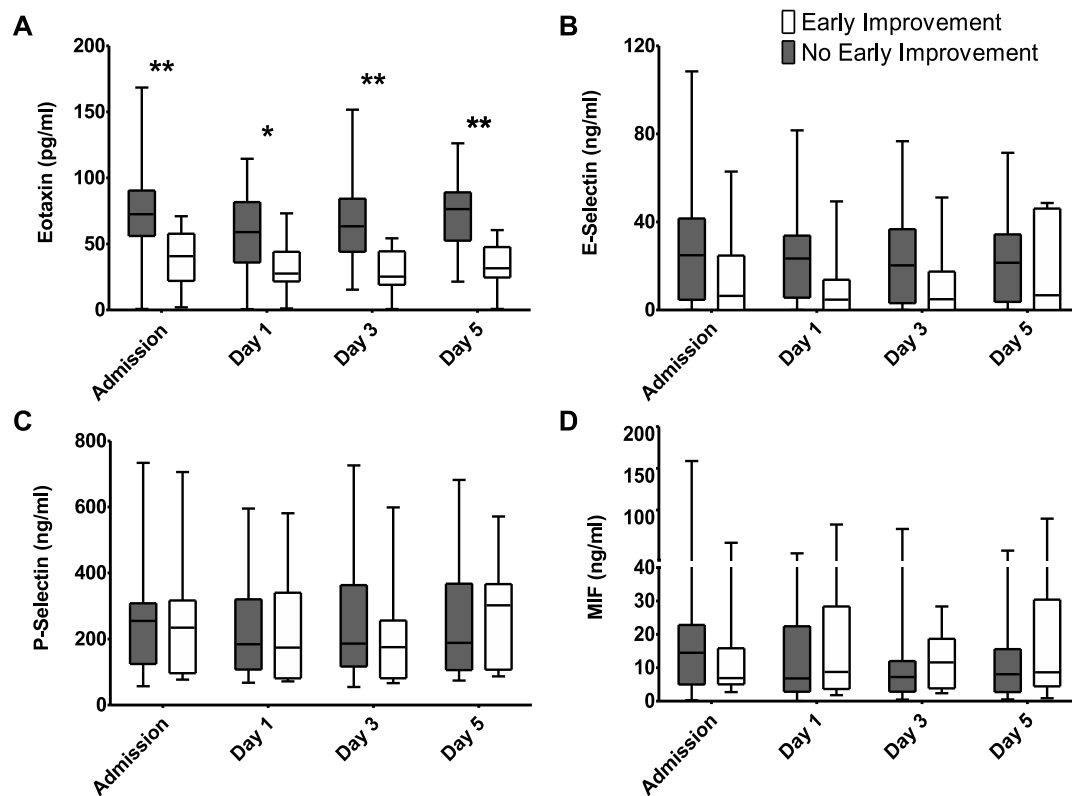 A
Eotaxin (pg/ml)
200
150
100
50
0
**
*
**
**
Admission
Day 1
Day 3
Day 5
B
Early Improvement
No Early Improvement
E-Selectin (ng/ml)
120
80
40
0
Admission
Day 1
Day 3
Day 5
C
P-Selectin (ng/ml)
800
600
400
200
0
Admission
Day 1
Day 3
Day 5
D
MIF (ng/ml)
200
150
100
40
30
20
10
0
Admission
Day 1
Day 3
Day 5